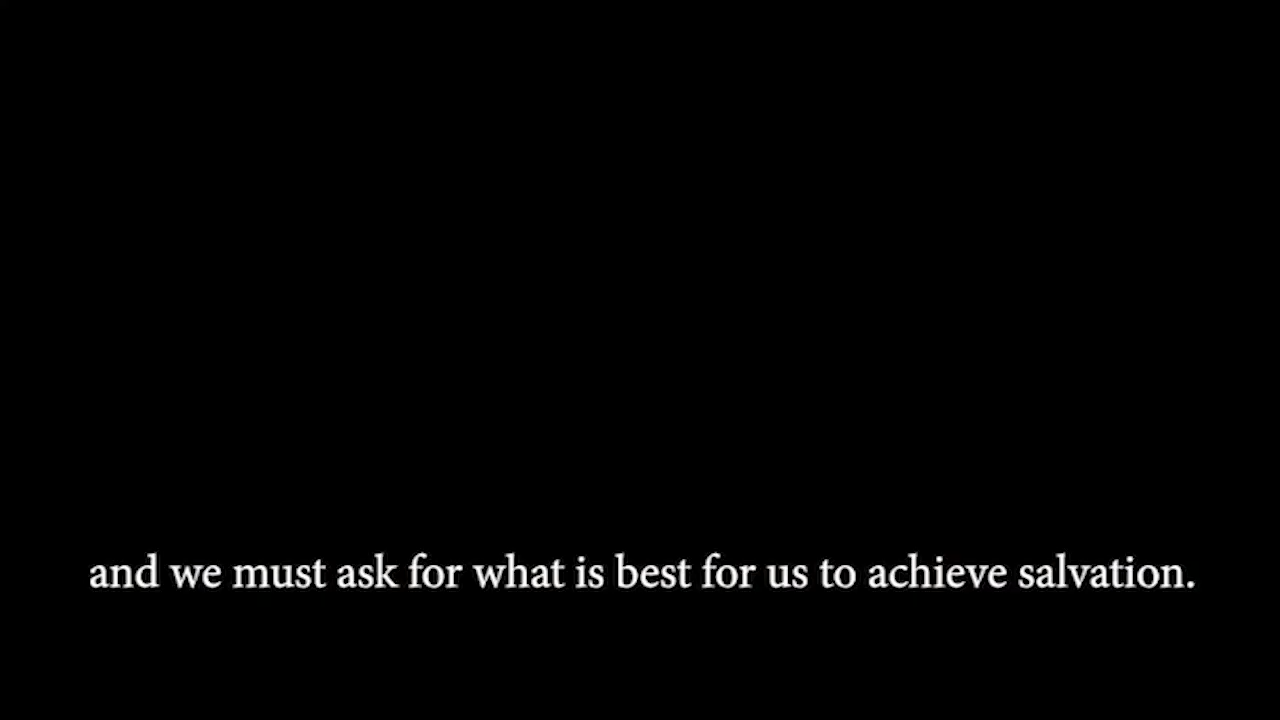 and we must ask for what is best for us to achieve salvation.